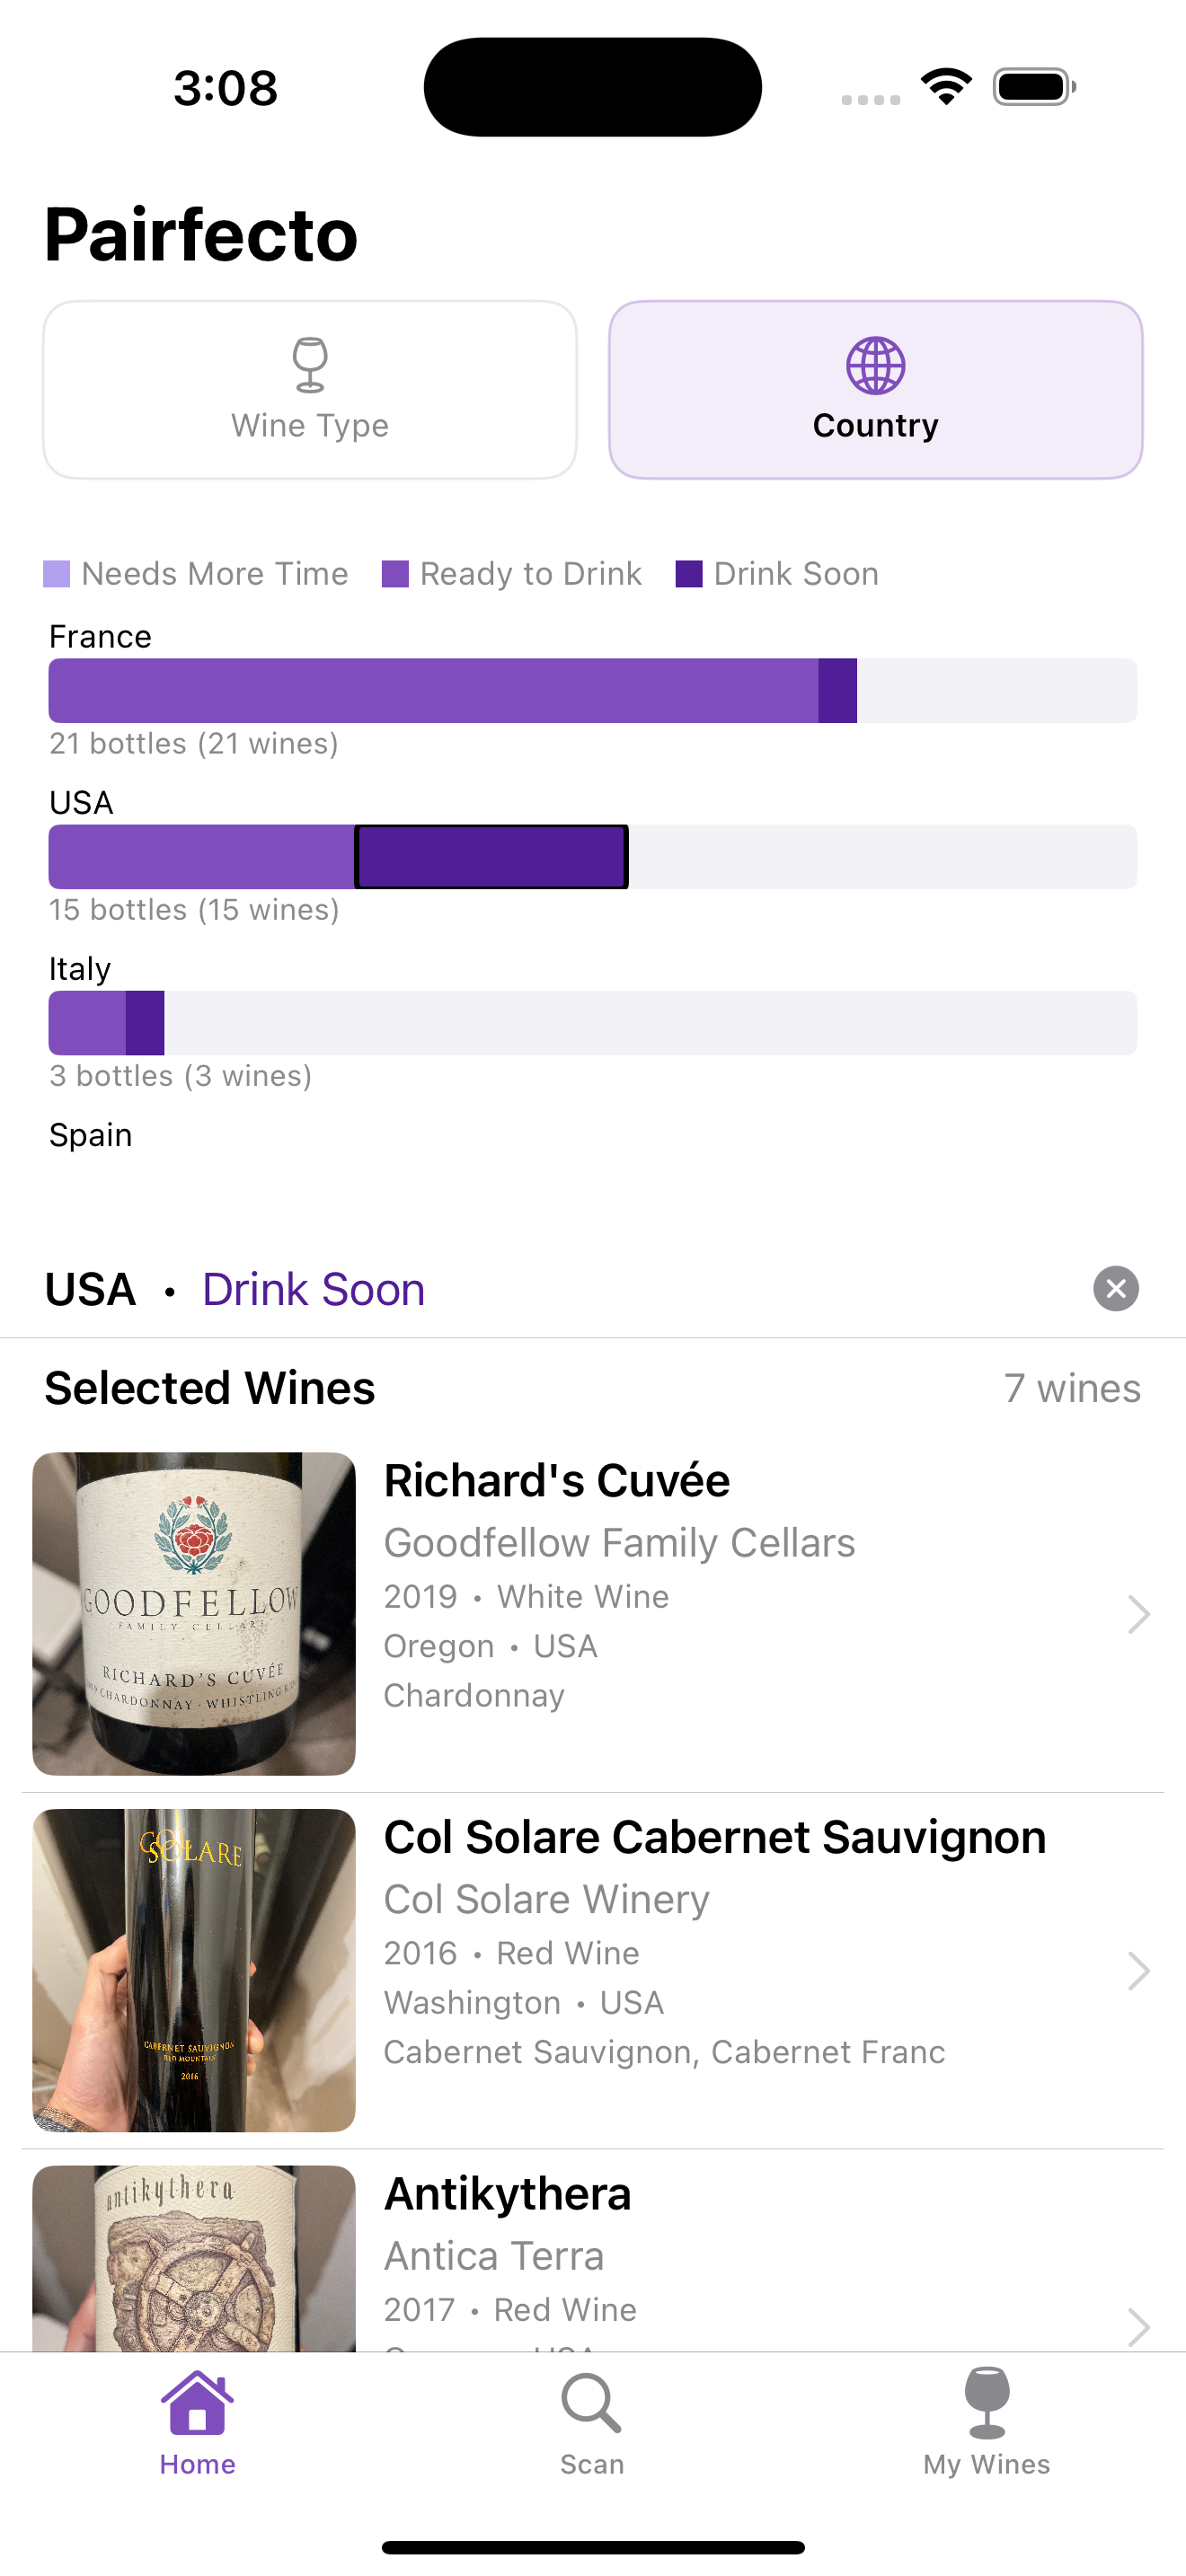 3:08
Pairfecto
Wine Type
Country
Needs More Time
Ready to Drink
Drink Soon
France
21 bottles (21 wines)
USA
15 bottles (15 wines)
Italy
3 bottles (3 wines)
Spain
USA • Drink Soon
Selected Wines
7 wines
GOODFELLOW
FAMILY CELLARS
RICHARD'S CUVÉE
CHARDONNAY · WHISTLING
Richard's Cuvée
Goodfellow Family Cellars
2019 • White Wine
Oregon • USA
Chardonnay
COL
SOLARE
CABERNET SAUVIGNON
RED MOUNTAIN
2016
Col Solare Cabernet Sauvignon
Col Solare Winery
2016 • Red Wine
Washington • USA
Cabernet Sauvignon, Cabernet Franc
antikythera
Antikythera
Antica Terra
2017 • Red Wine
Home
Scan
My Wines